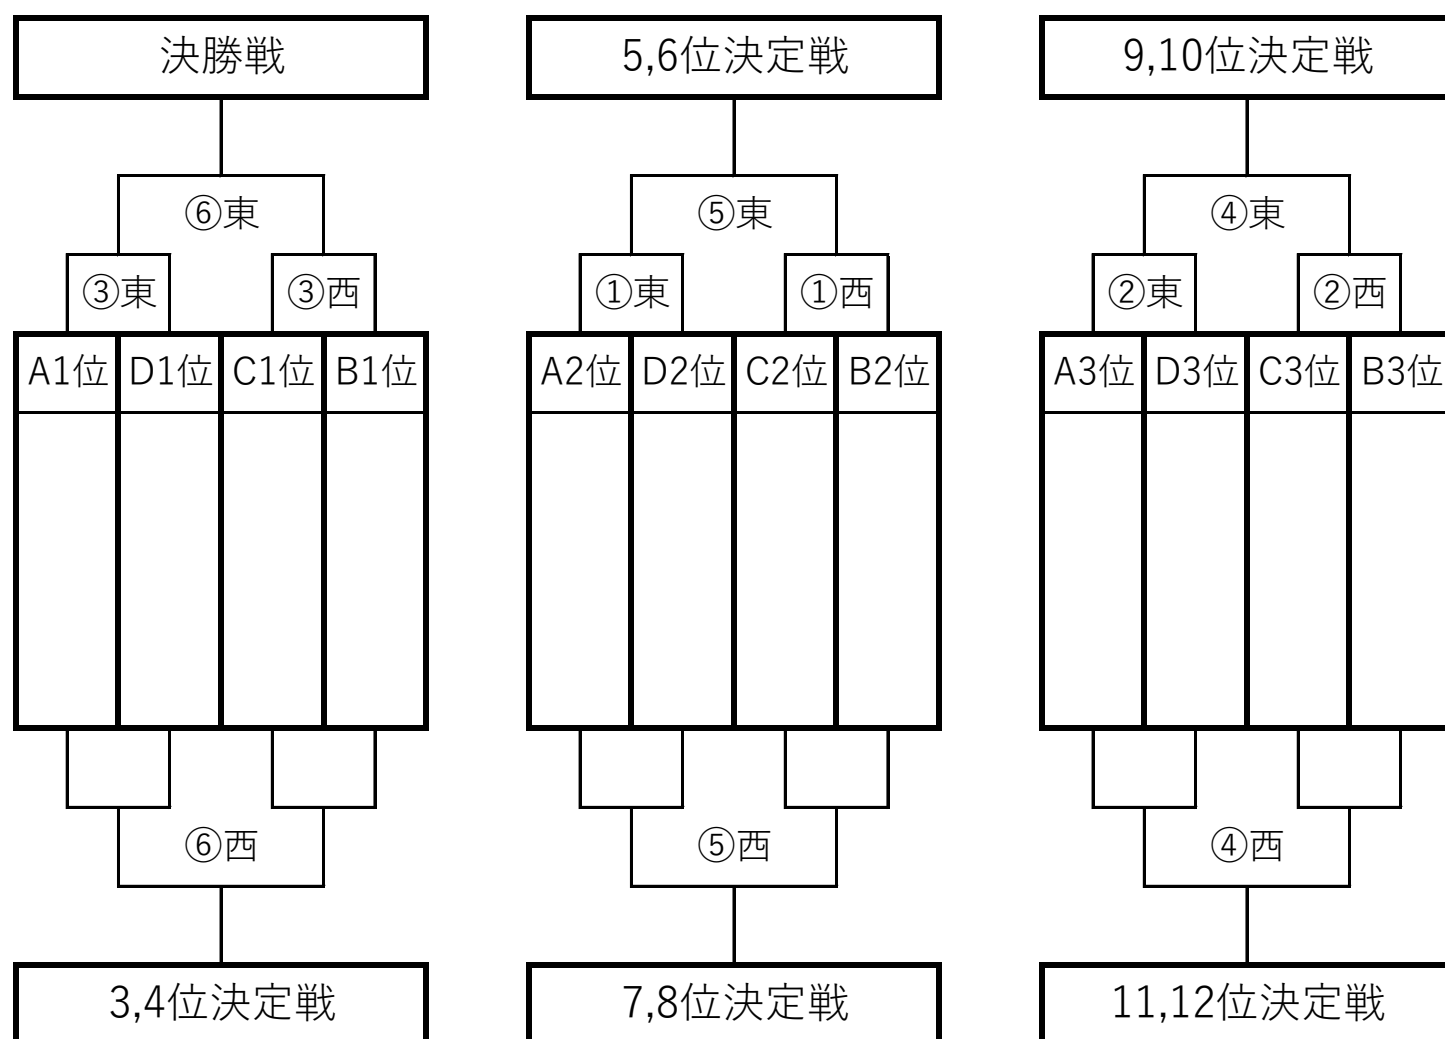 決勝戦
5,6位決定戦
9,10位決定戦
⑥東
⑤東
④東
③東
③西
①東
①西
②東
②西
A1位
D1位
C1位
B1位
A2位
D2位
C2位
B2位
A3位
D3位
C3位
B3位
⑥西
⑤西
④西
3,4位決定戦
7,8位決定戦
11,12位決定戦